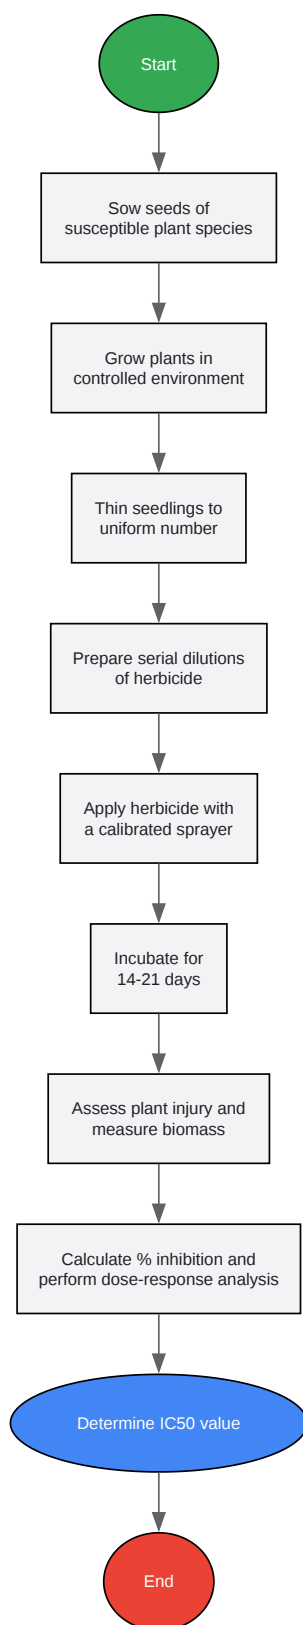 Start
Sow seeds of
susceptible plant species
Grow plants in
controlled environment
Thin seedlings to
uniform number
Prepare serial dilutions
of herbicide
Apply herbicide with
a calibrated sprayer
Incubate for
14-21 days
Assess plant injury and
measure biomass
Calculate % inhibition and
perform dose-response analysis
Determine IC50 value
End